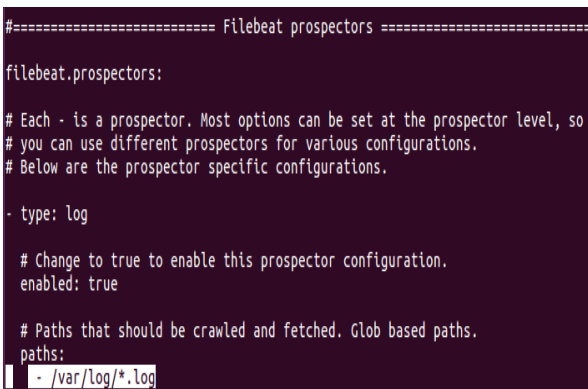 #========================== Filebeat prospectors ===========================
filebeat.prospectors:
# Each - is a prospector. Most options can be set at the prospector level, so
# you can use different prospectors for various configurations.
# Below are the prospector specific configurations.
- type: log
# Change to true to enable this prospector configuration.
enabled: true
# Paths that should be crawled and fetched. Glob based paths.
paths:
- /var/log/*.log